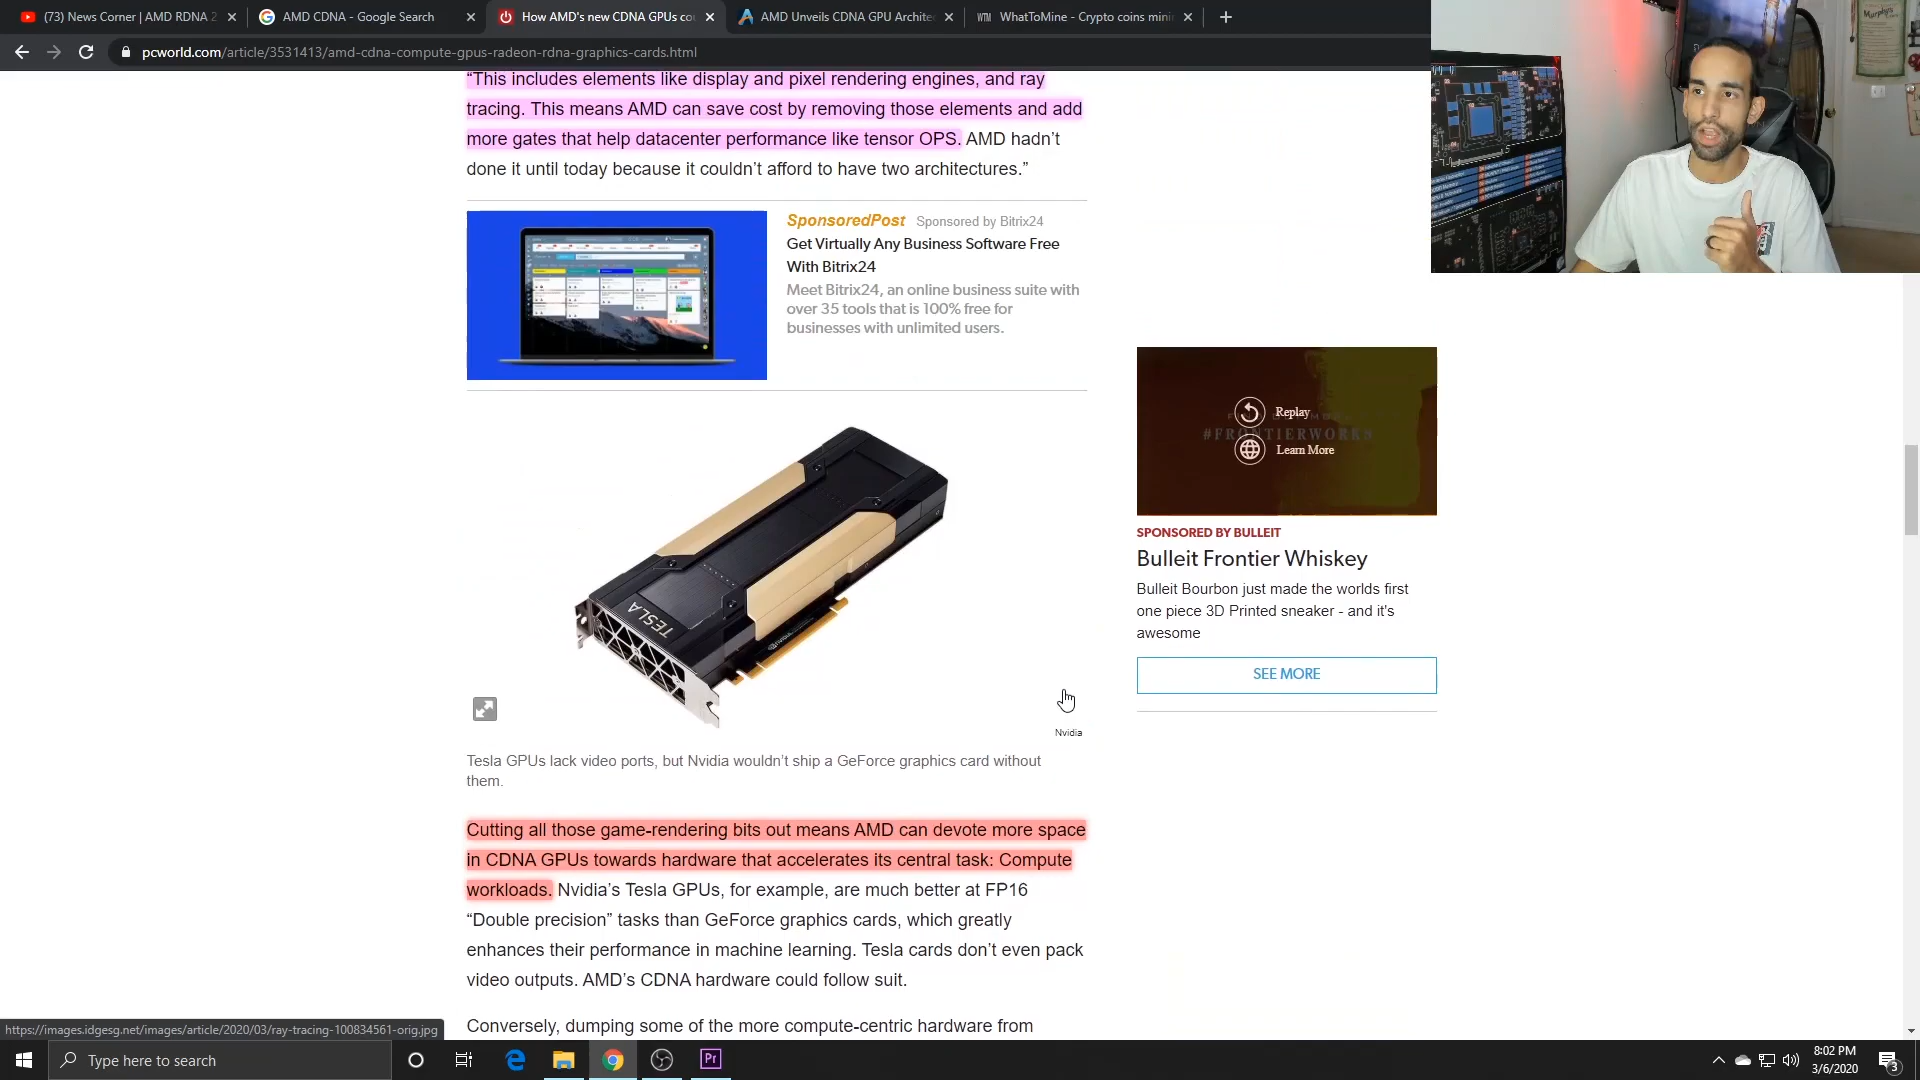 (73) News Corner | AMD RDNA 2
AMD CDNA - Google Search
How AMD's new CDNA GPUs co
AMD Unveils CDNA GPU Archite
WhatToMine - Crypto coins mini
pcworld.com/article/3531413/amd-cdna-compute-gpus-radeon-rdna-graphics-cards.html
“This includes elements like display and pixel rendering engines, and ray
tracing. This means AMD can save cost by removing those elements and add
more gates that help datacenter performance like tensor OPS. AMD hadn’t
done it until today because it couldn’t afford to have two architectures.”
SponsoredPost Sponsored by Bitrix24
Get Virtually Any Business Software Free
With Bitrix24
Meet Bitrix24, an online business suite with
over 35 tools that is 100% free for
businesses with unlimited users.
Replay
#FRONTIERWORKS
Learn More
SPONSORED BY BULLEIT
Bulleit Frontier Whiskey
Bulleit Bourbon just made the worlds first
one piece 3D Printed sneaker - and it's
awesome
SEE MORE
TESLA
Nvidia
Tesla GPUs lack video ports, but Nvidia wouldn’t ship a GeForce graphics card without
them.
Cutting all those game-rendering bits out means AMD can devote more space
in CDNA GPUs towards hardware that accelerates its central task: Compute
workloads. Nvidia’s Tesla GPUs, for example, are much better at FP16
“Double precision” tasks than GeForce graphics cards, which greatly
enhances their performance in machine learning. Tesla cards don’t even pack
video outputs. AMD’s CDNA hardware could follow suit.
Conversely, dumping some of the more compute-centric hardware from
https://images.idgesg.net/images/article/2020/03/ray-tracing-100834561-orig.jpg
Type here to search
Pr
8:02 PM
3/6/2020
3